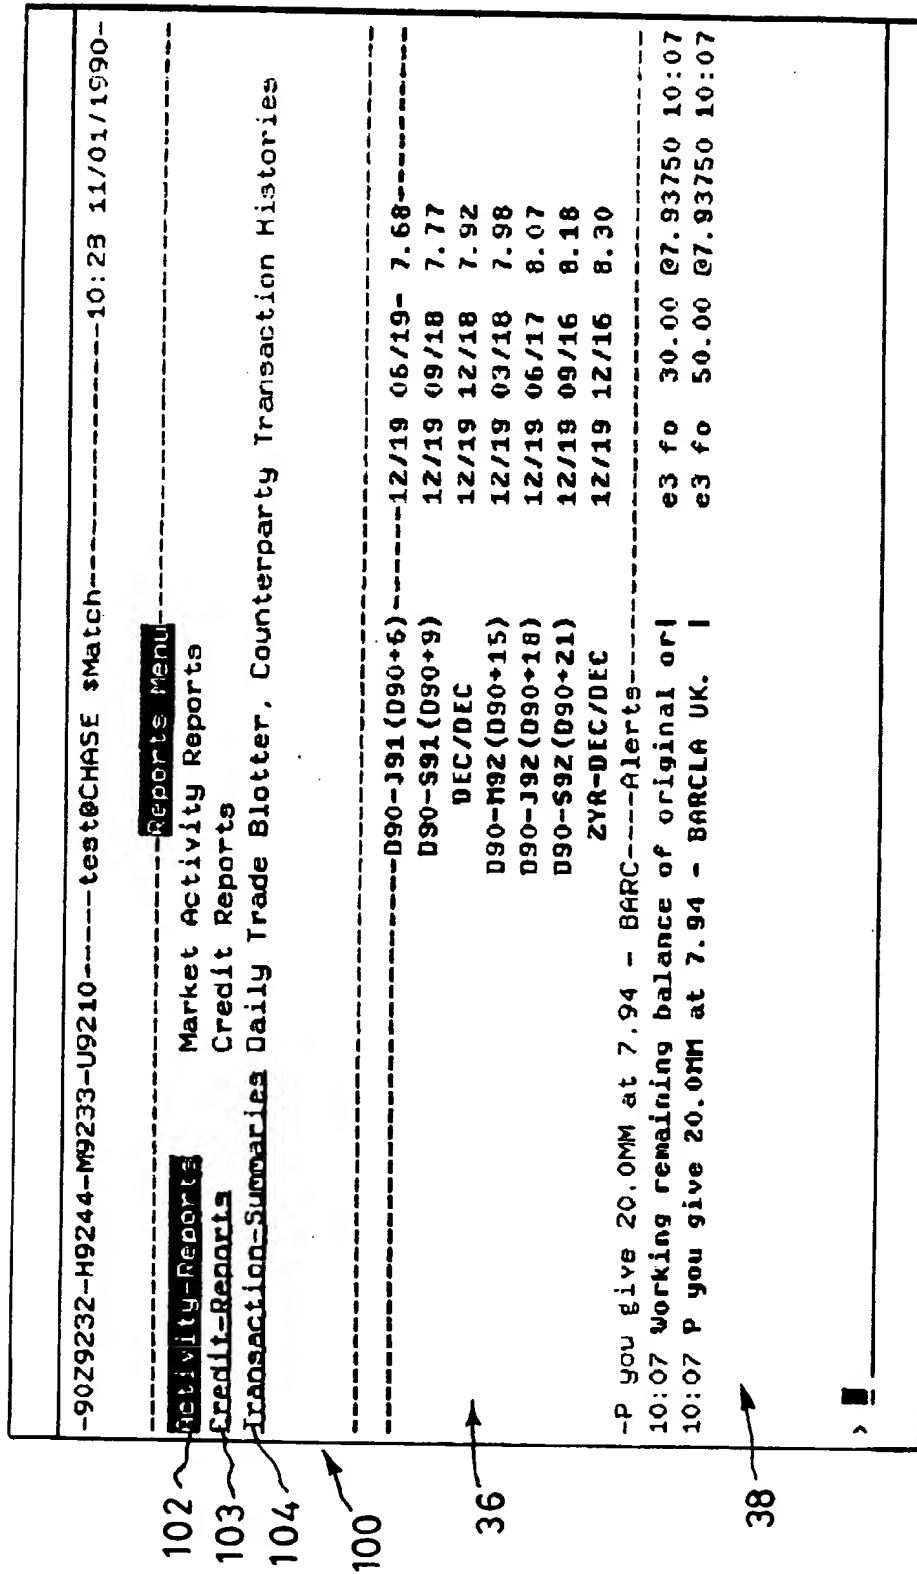 -90Z9232-H9244-M9233-U9210-----test@CHASE $Match---------------10:23 11/01/1990-
-----------------------------Reports Menu-----------------------------
102 Activity-Reports Market Activity Reports
103 Credit-Reports Credit Reports
104 Transaction-Summaries Daily Trade Blotter, Counterparty Transaction Histories
100
-----D90-J91(D90+6)------12/19 06/19- 7.68---------
D90-S91(D90+9) 12/19 09/18 7.77
DEC/DEC 12/19 12/18 7.92
36 D90-M92(D90+15) 12/19 03/18 7.98
D90-J92(D90+18) 12/19 06/17 8.07
D90-S92(D90+21) 12/19 09/16 8.18
2YR-DEC/DEC 12/19 12/16 8.30
-P you give 20.0MM at 7.94 - BARC----Alerts-----------------------
10:07 Working remaining balance of original or| e3 fo 30.00 @7.93750 10:07
10:07 P you give 20.0MM at 7.94 - BARCLA UK. | e3 fo 50.00 @7.93750 10:07
38
>